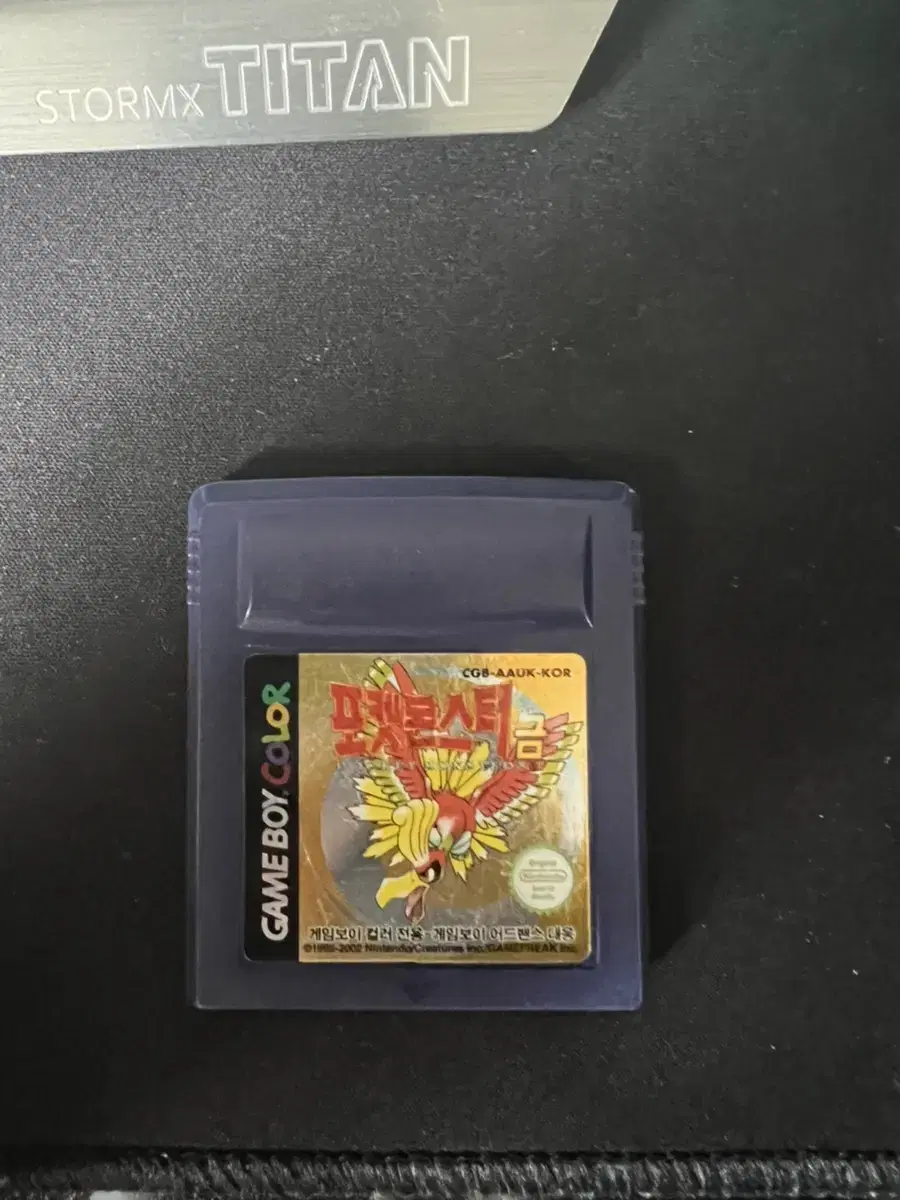 STORMX TITAN
GAME BOY COLOR
CGB-AAUK-KOR
포켓몬스터 금
Original
Nintendo
게임보이 컬러 전용·게임보이 어드밴스 대응
©1995-2002 Nintendo/Creatures inc./GAMEFREAK inc.